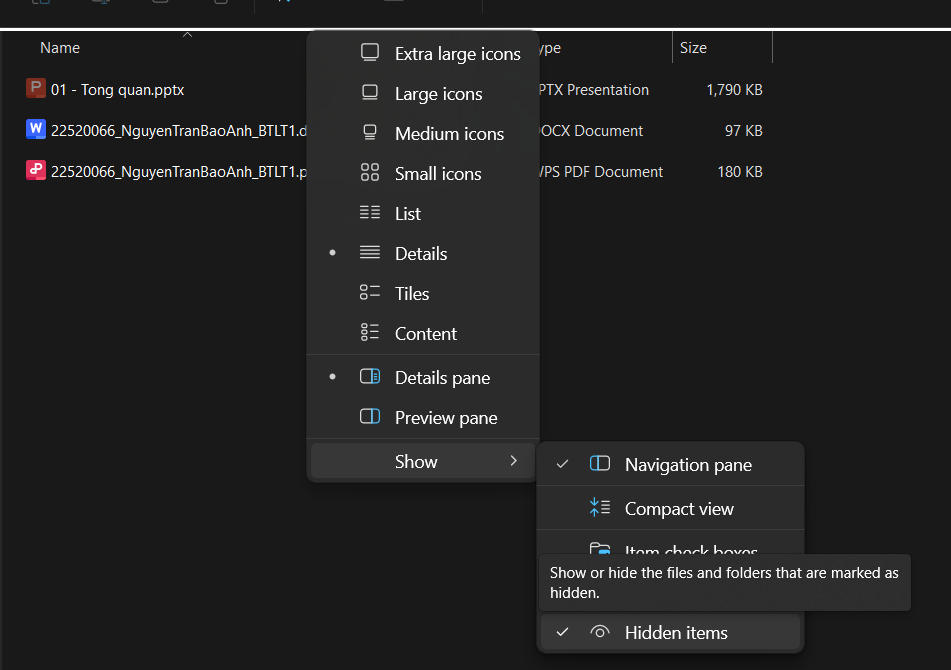 Name
Size
01 - Tong quan.pptx
PTX Presentation
1,790 KB
22520066_NguyenTranBaoAnh_BTLT1.d
OCX Document
97 KB
22520066_NguyenTranBaoAnh_BTLT1.p
PS PDF Document
180 KB
Extra large icons
Large icons
Medium icons
Small icons
List
Details
Tiles
Content
Details pane
Preview pane
Show
Navigation pane
Compact view
Item check boxes
Show or hide the files and folders that are marked as
hidden.
Hidden items